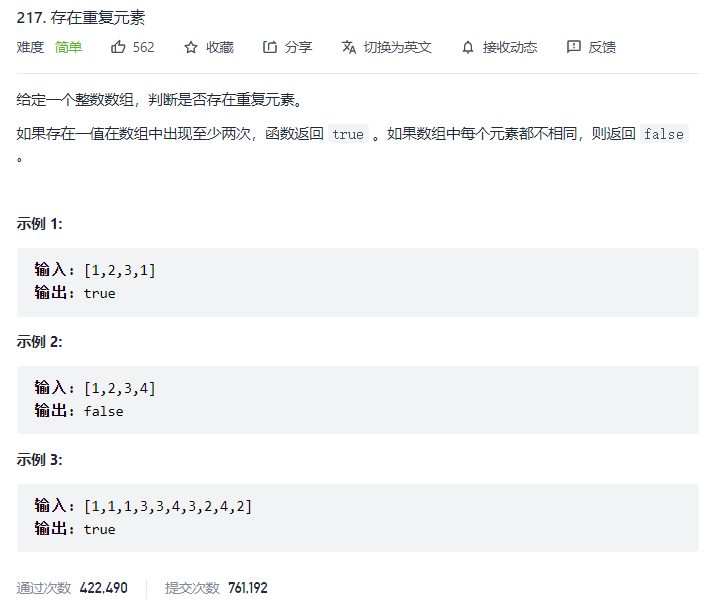 217. 存在重复元素
难度 简单 562 收藏 分享 切换为英文 接收动态 反馈
给定一个整数数组，判断是否存在重复元素。
如果存在一值在数组中出现至少两次，函数返回 true 。如果数组中每个元素都不相同，则返回 false
。
示例 1:
输入: [1,2,3,1]
输出: true
示例 2:
输入: [1,2,3,4]
输出: false
示例 3:
输入: [1,1,1,3,3,4,3,2,4,2]
输出: true
通过次数 422,490 提交次数 761,192